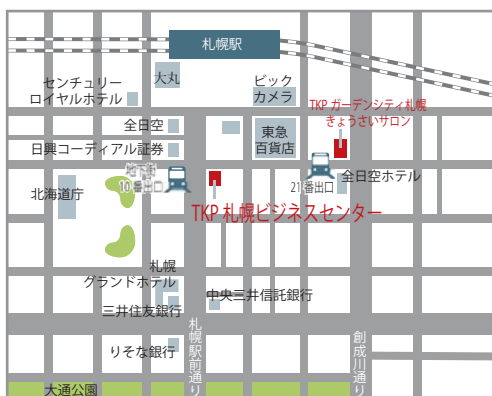 札幌駅
大丸
ビック
カメラ
センチュリー
ロイヤルホテル
TKP ガーデンシティ札幌
きょうさいサロン
全日空
東急
百貨店
日興コーディアル証券
地下街
10番出口
21番出口
全日空ホテル
北海道庁
TKP 札幌ビジネスセンター
札幌
グランドホテル
中央三井信託銀行
三井住友銀行
札幌駅前通り
創成川通り
りそな銀行
大通公園